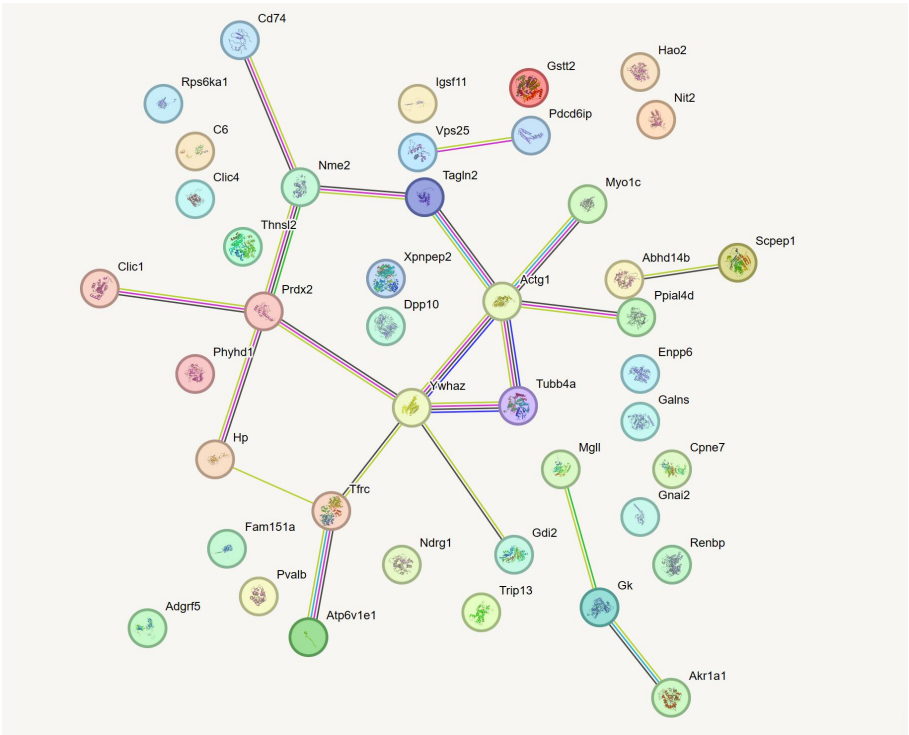 Cd74
Hao2
Gstt2
Rps6ka1
Igsf11
Nit2
Pdcd6ip
C6
Vps25
Nme2
Tagln2
Clic4
Myo1c
Thnsl2
Scpep1
Xpnpep2
Abhd14b
Clic1
Actg1
Prdx2
Ppial4d
Dpp10
Phyhd1
Enpp6
Ywhaz
Tubb4a
Galns
Hp
Mgll
Cpne7
Tfrc
Gnai2
Fam151a
Ndrg1
Gdi2
Renbp
Pvalb
Gk
Trip13
Adgrf5
Atp6v1e1
Akr1a1